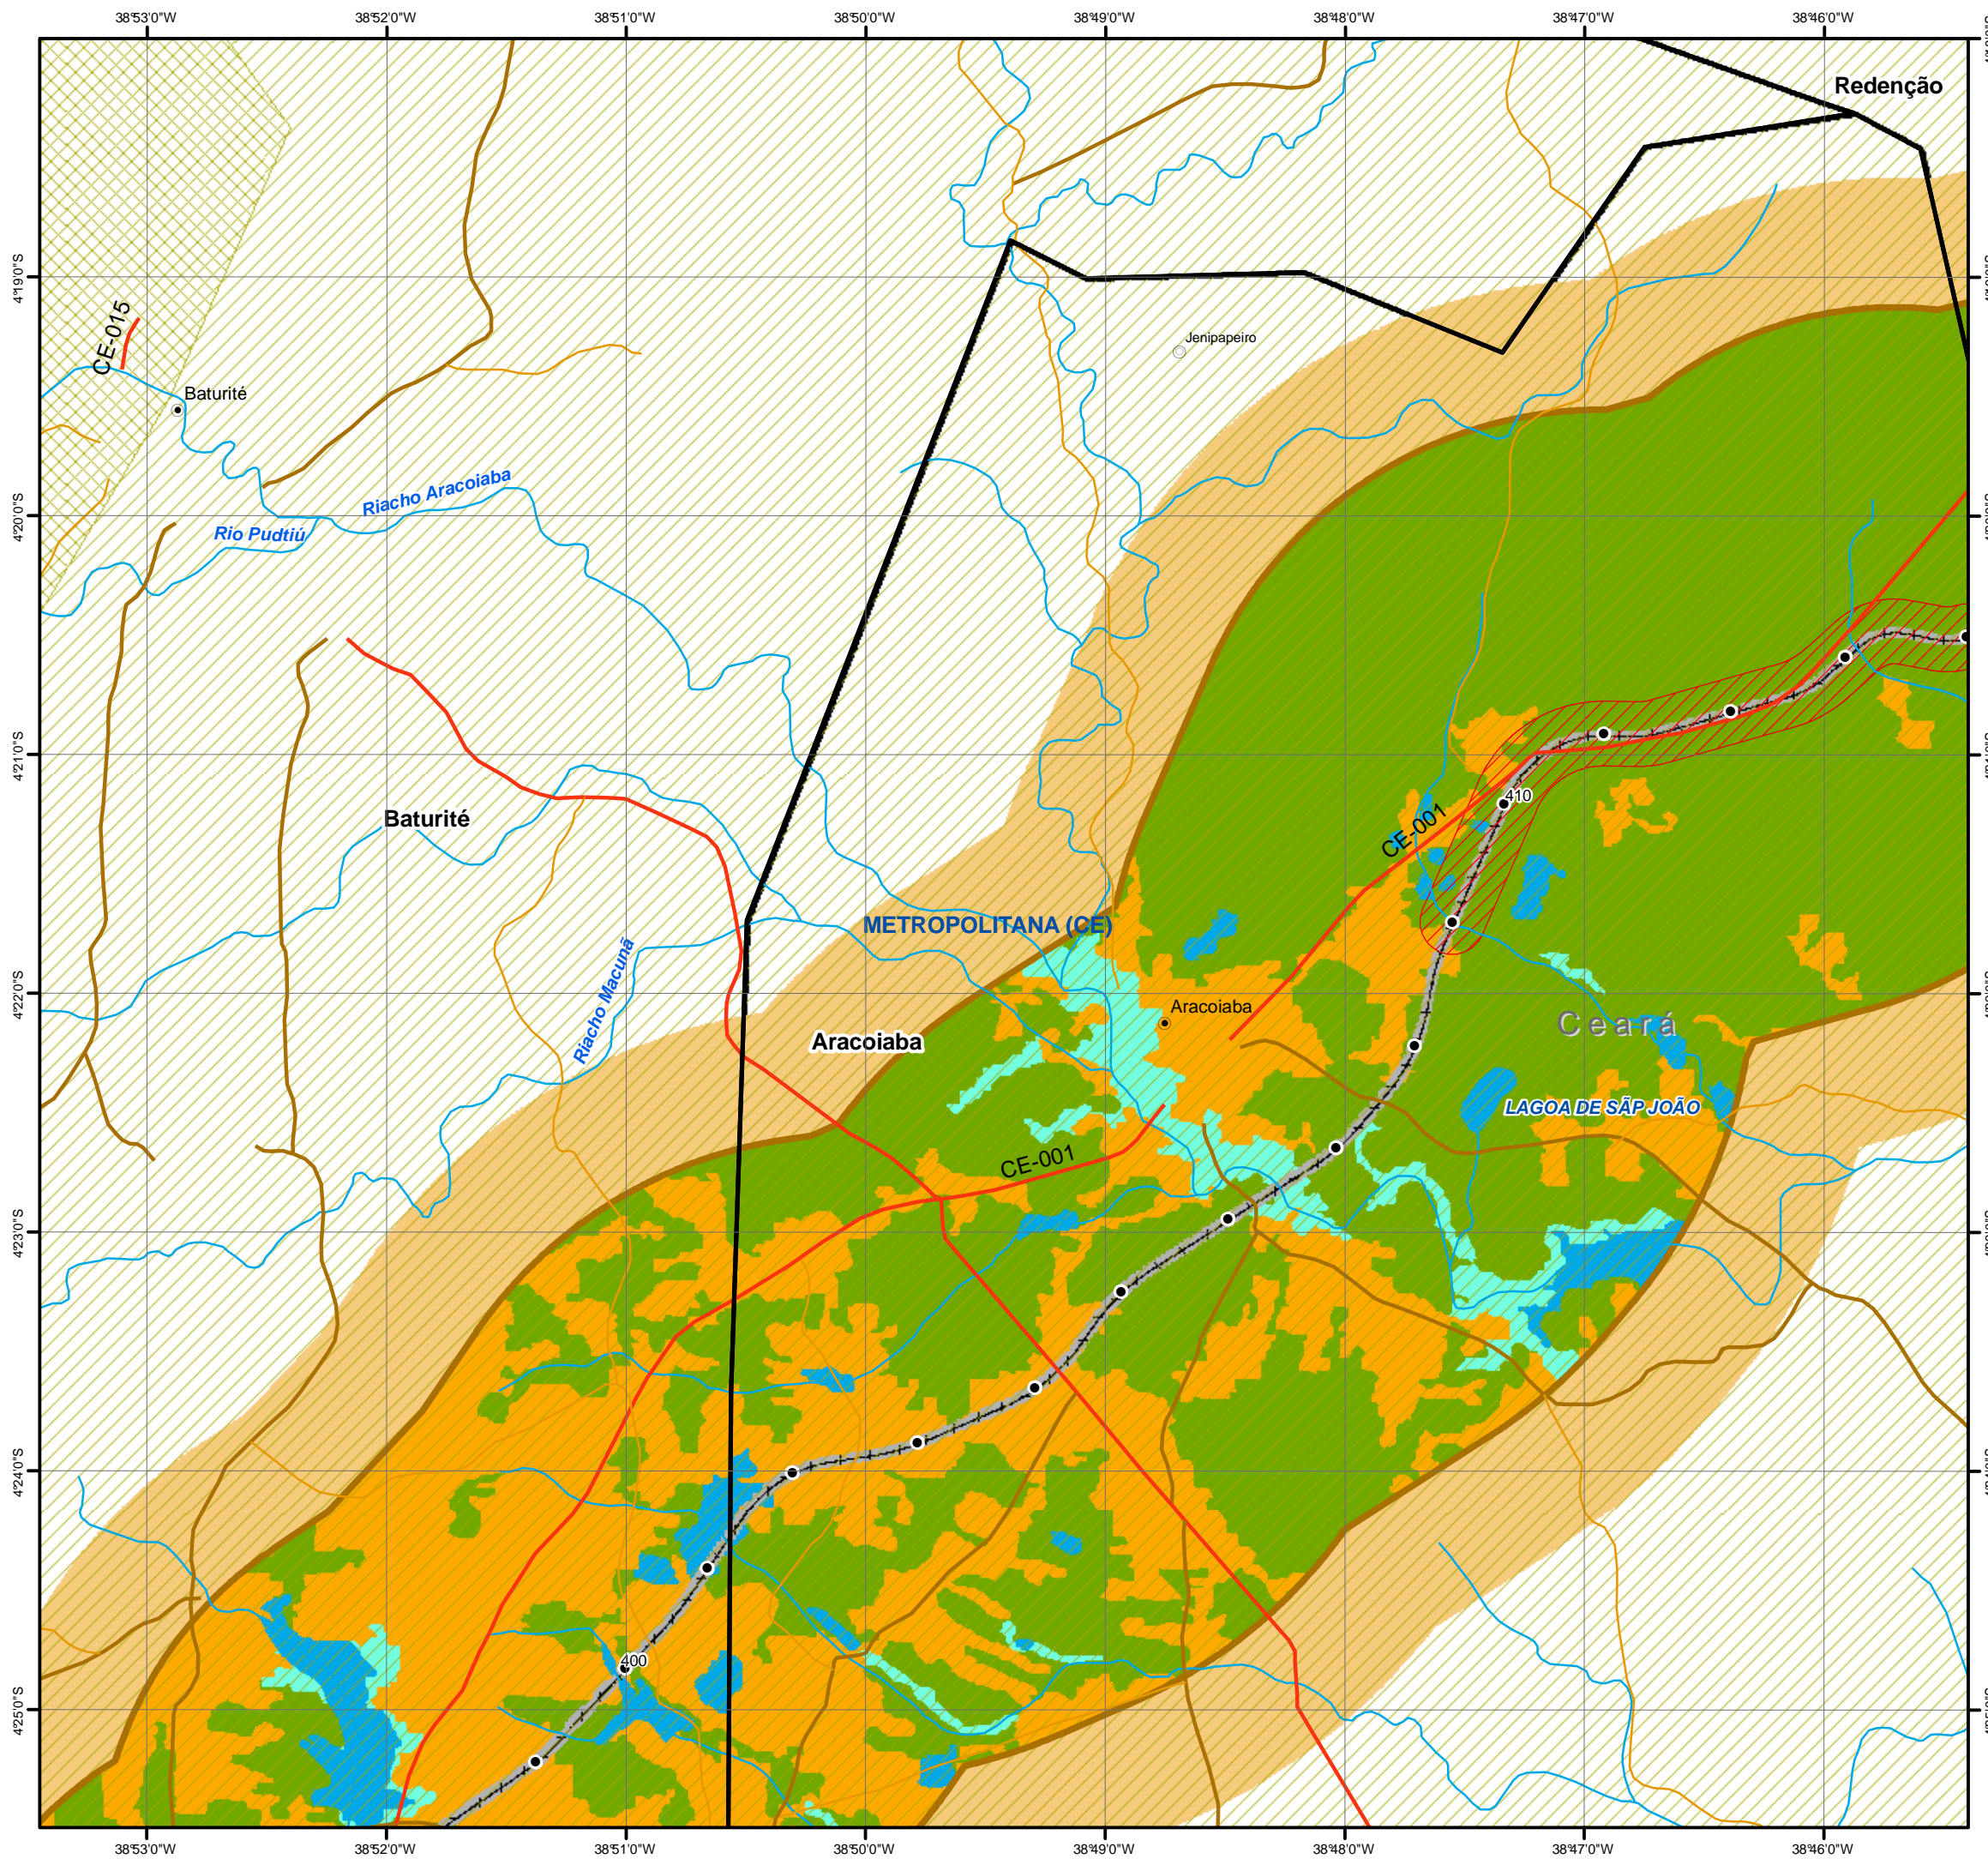 38°53'0"W 38°52'0"W 38°51'0"W 38°50'0"W 38°49'0"W 38°48'0"W 38°47'0"W 38°46'0"W
Redenção
4°19'0"S
Jenipapeiro
CE-015
Baturité
Riacho Aracoiaba
4°20'0"S
Rio Pudtiú
4°21'0"S
410
Baturité
CE-001
METROPOLITANA (CE)
Riacho Macunã
4°22'0"S
Aracoiaba
Ceará
Aracoiaba
LAGOA DE SÃP JOÃO
CE-001
4°23'0"S
4°24'0"S
400
4°25'0"S
38°53'0"W 38°52'0"W 38°51'0"W 38°50'0"W 38°49'0"W 38°48'0"W 38°47'0"W 38°46'0"W